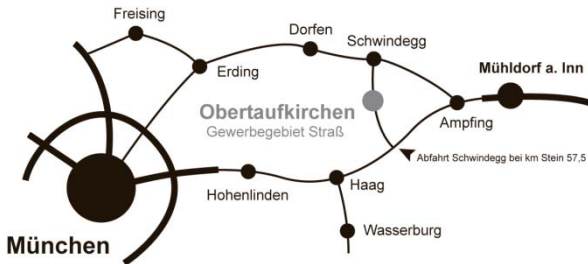 Freising
Dorfen
Schwindegg
Erding
Mühldorf a. Inn
Obertaufkirchen
Gewerbegebiet Straß
Ampfing
Abfahrt Schwindegg bei km Stein 57,5
Haag
Hohenlinden
Wasserburg
München